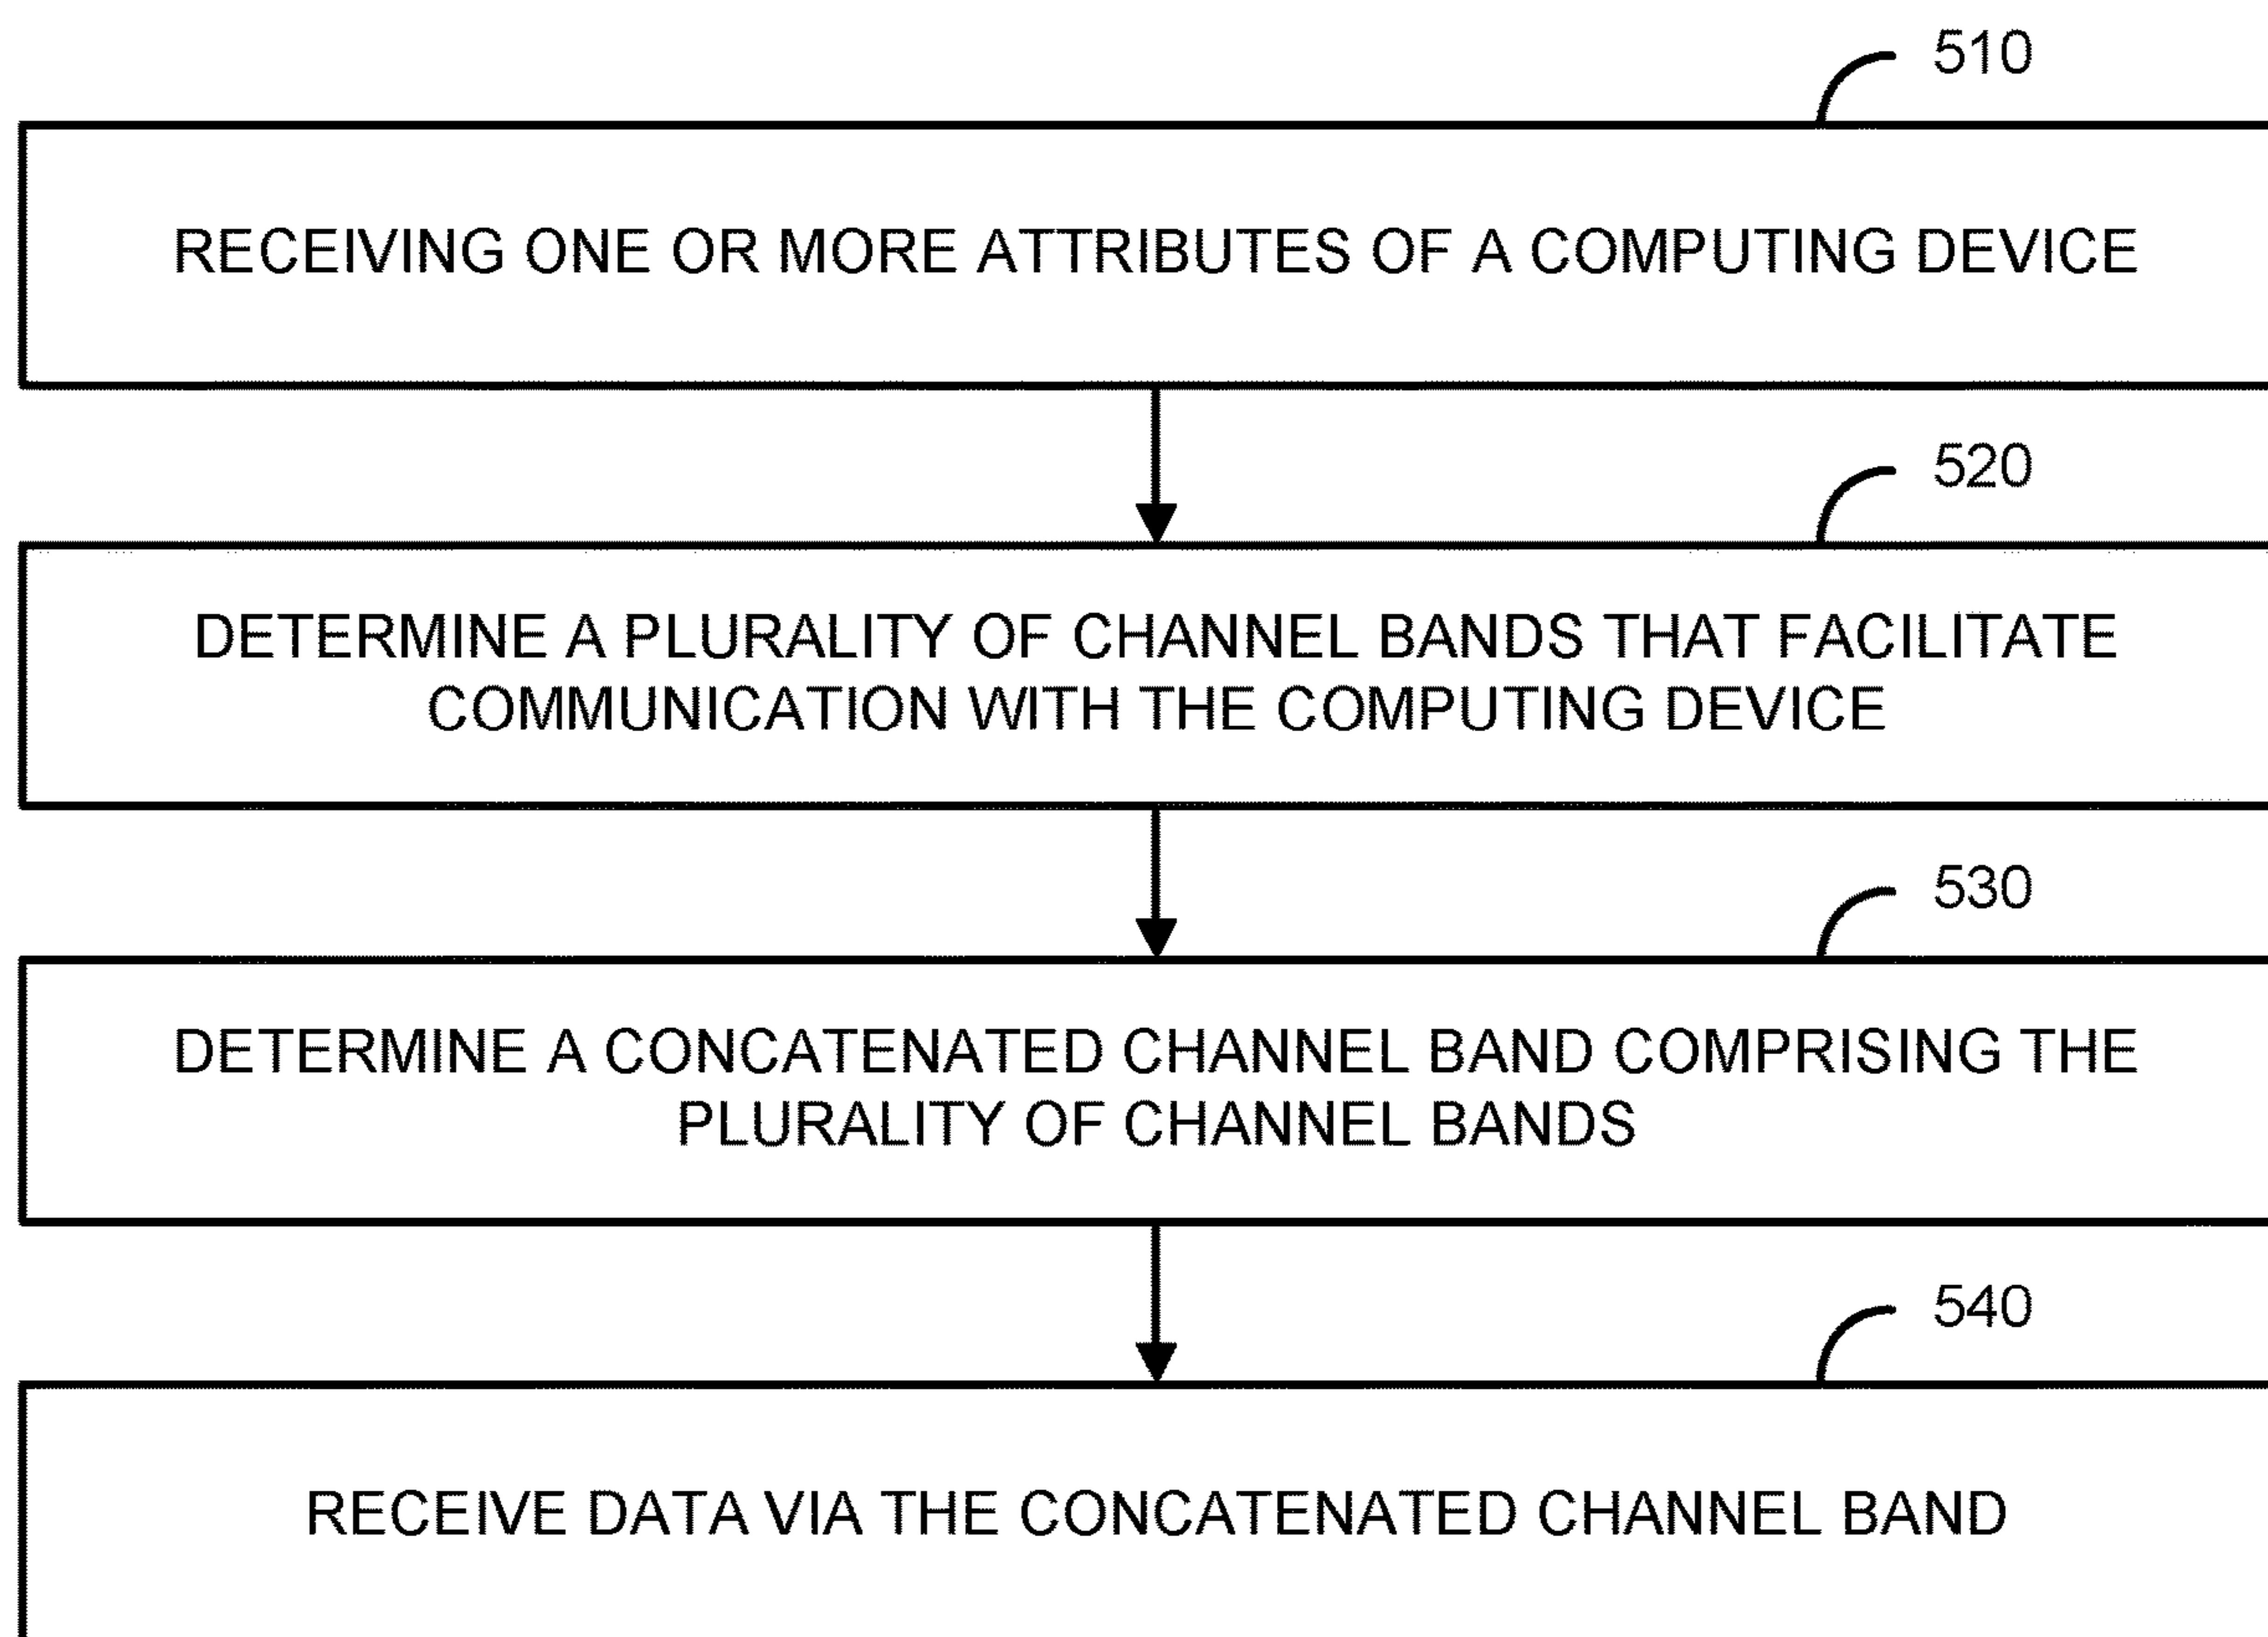 510
RECEIVING ONE OR MORE ATTRIBUTES OF A COMPUTING DEVICE
520
DETERMINE A PLURALITY OF CHANNEL BANDS THAT FACILITATE
COMMUNICATION WITH THE COMPUTING DEVICE
530
DETERMINE A CONCATENATED CHANNEL BAND COMPRISING THE
PLURALITY OF CHANNEL BANDS
540
RECEIVE DATA VIA THE CONCATENATED CHANNEL BAND